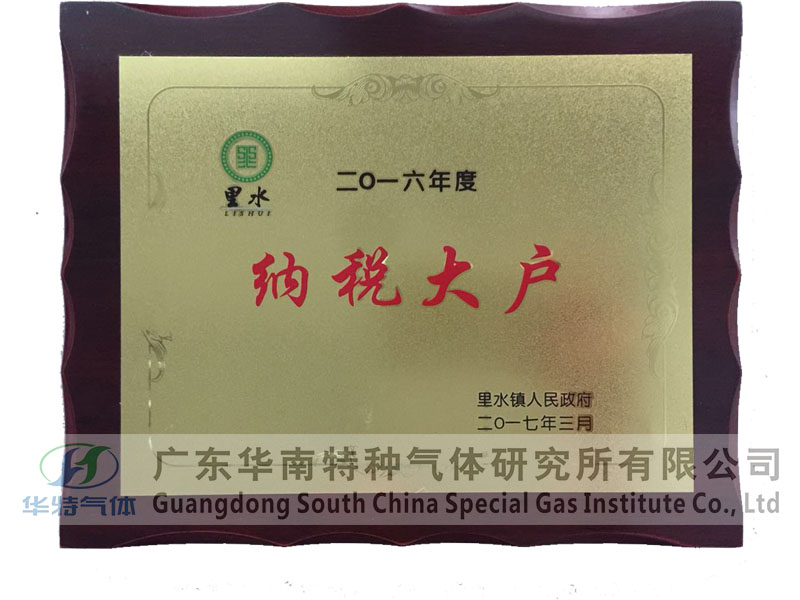 二〇一六年度
里水
LISHUI
纳税大户
里水镇人民政府
二〇一七年三月
华特气体
广东华南特种气体研究所有限公司
Guangdong South China Special Gas Institute Co., Ltd